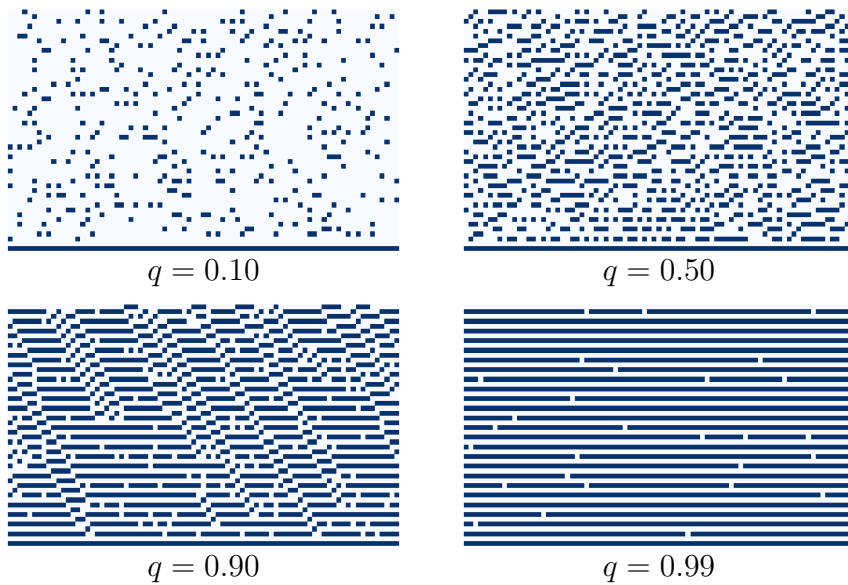 q = 0.10
q = 0.50
q = 0.90
q = 0.99